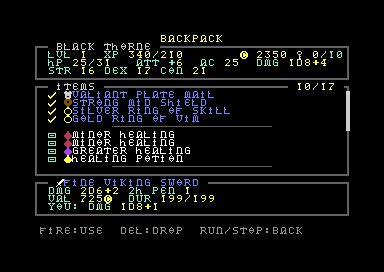 BACKPACK
BLACK THORNE
LVL 1 XP 340/210 2350 0/10
HP 25/31 ATT +6 AC 25 DMG 1D8+4
STR 16 DEX 17 CON 21
ITEMS 10/17
VALIANT PLATE MAIL
STRONG MID SHIELD
SILVER RING OF SKILL
GOLD RING OF VIM
MINOR HEALING
MINOR HEALING
GREATER HEALING
HEALING POTION
FINE VIKING SWORD
DMG 2D6+2 2H PEN 1
VAL 725 DUR 199/199
YOU: DMG 1D8+1
FIRE:USE DEL:DROP RUN/STOP:BACK